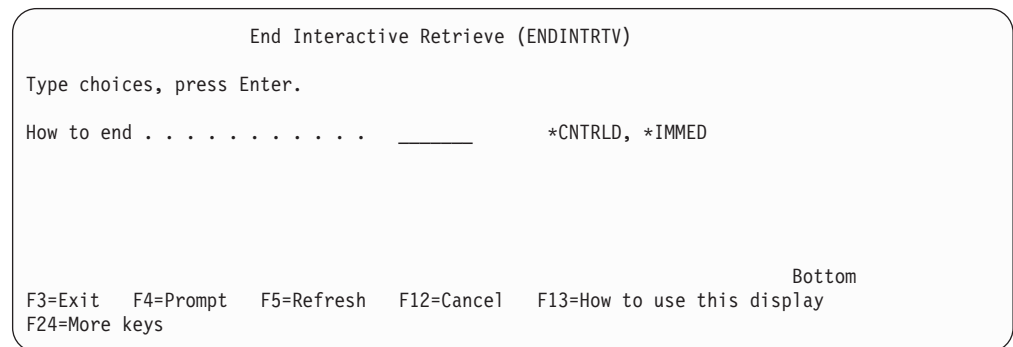 End Interactive Retrieve (ENDINTRTV)
Type choices, press Enter.
How to end . . . . . . . . . . . _______ *CNTRLD, *IMMED
Bottom
F3=Exit F4=Prompt F5=Refresh F12=Cancel F13=How to use this display
F24=More keys